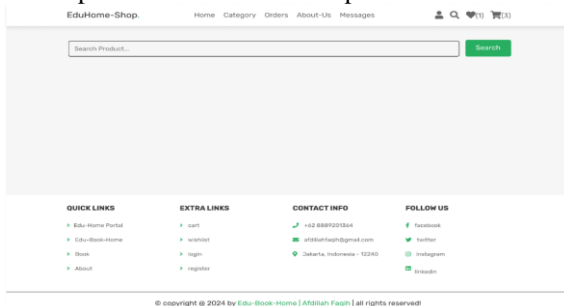 EduHome-Shop. Home Category Orders About-Us Messages (1) (3)
Search Product... Search
QUICK LINKS EXTRA LINKS CONTACT INFO FOLLOW US
Edu-Home Portal cart +62 8889201364 facebook
Edu-Book-Home wishlist afdillahfaqih@gmail.com twitter
Book login Jakarta, Indonesia - 12240 instagram
About register linkedin
© copyright @ 2024 by Edu-Book-Home | Afdillah Faqih | all rights reserved!